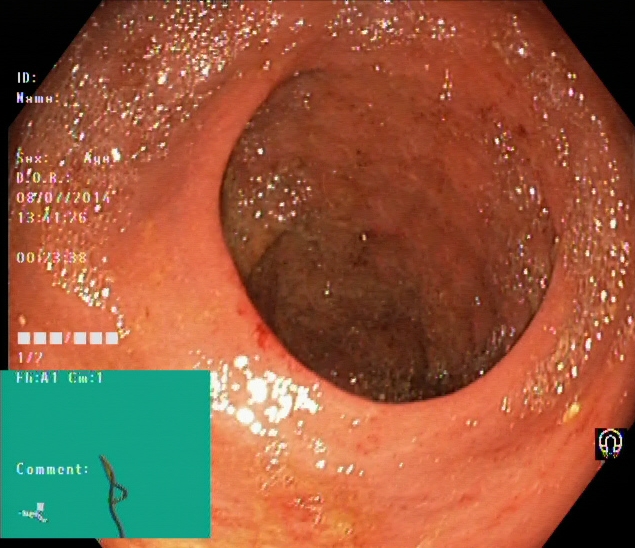 ID:
Name:
Sex: Age:
D.O.B.:
08/07/2014
13:41:26
00:23:38
/
1/2
Eh:A1 Cm:1
Comment: